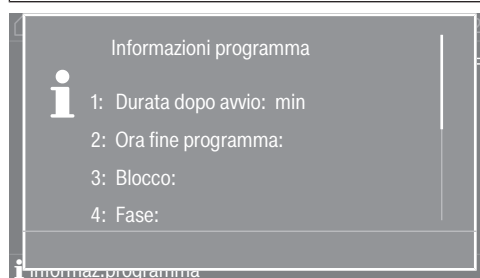 Informazioni programma
1: Durata dopo avvio: min
2: Ora fine programma:
3: Blocco:
4: Fase:
informaz.programma